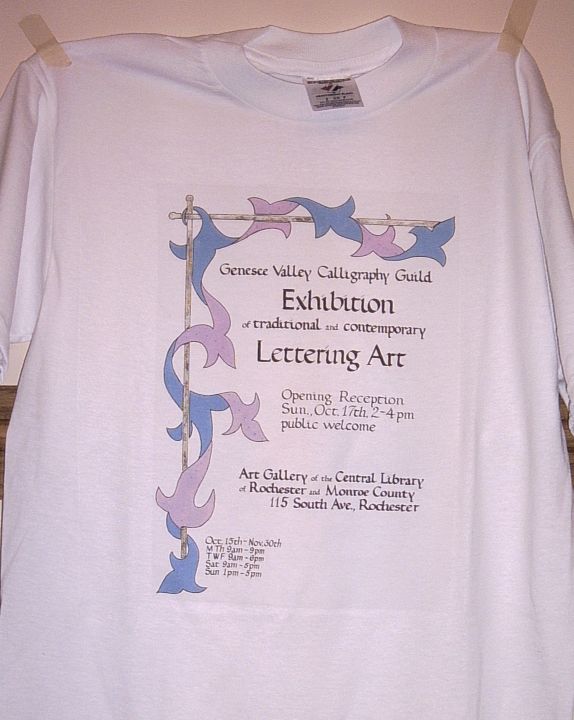 Genesee Valley Calligraphy Guild
Exhibition
of traditional and contemporary
Lettering Art
Opening Reception
Sun., Oct. 17th, 2-4 pm
public welcome
Art Gallery of the Central Library
of Rochester and Monroe County
115 South Ave., Rochester
Oct. 15th-Nov. 30th
M Th 9am-9pm
T W F 9am-6pm
Sat 9am-5pm
Sun 1pm-5pm